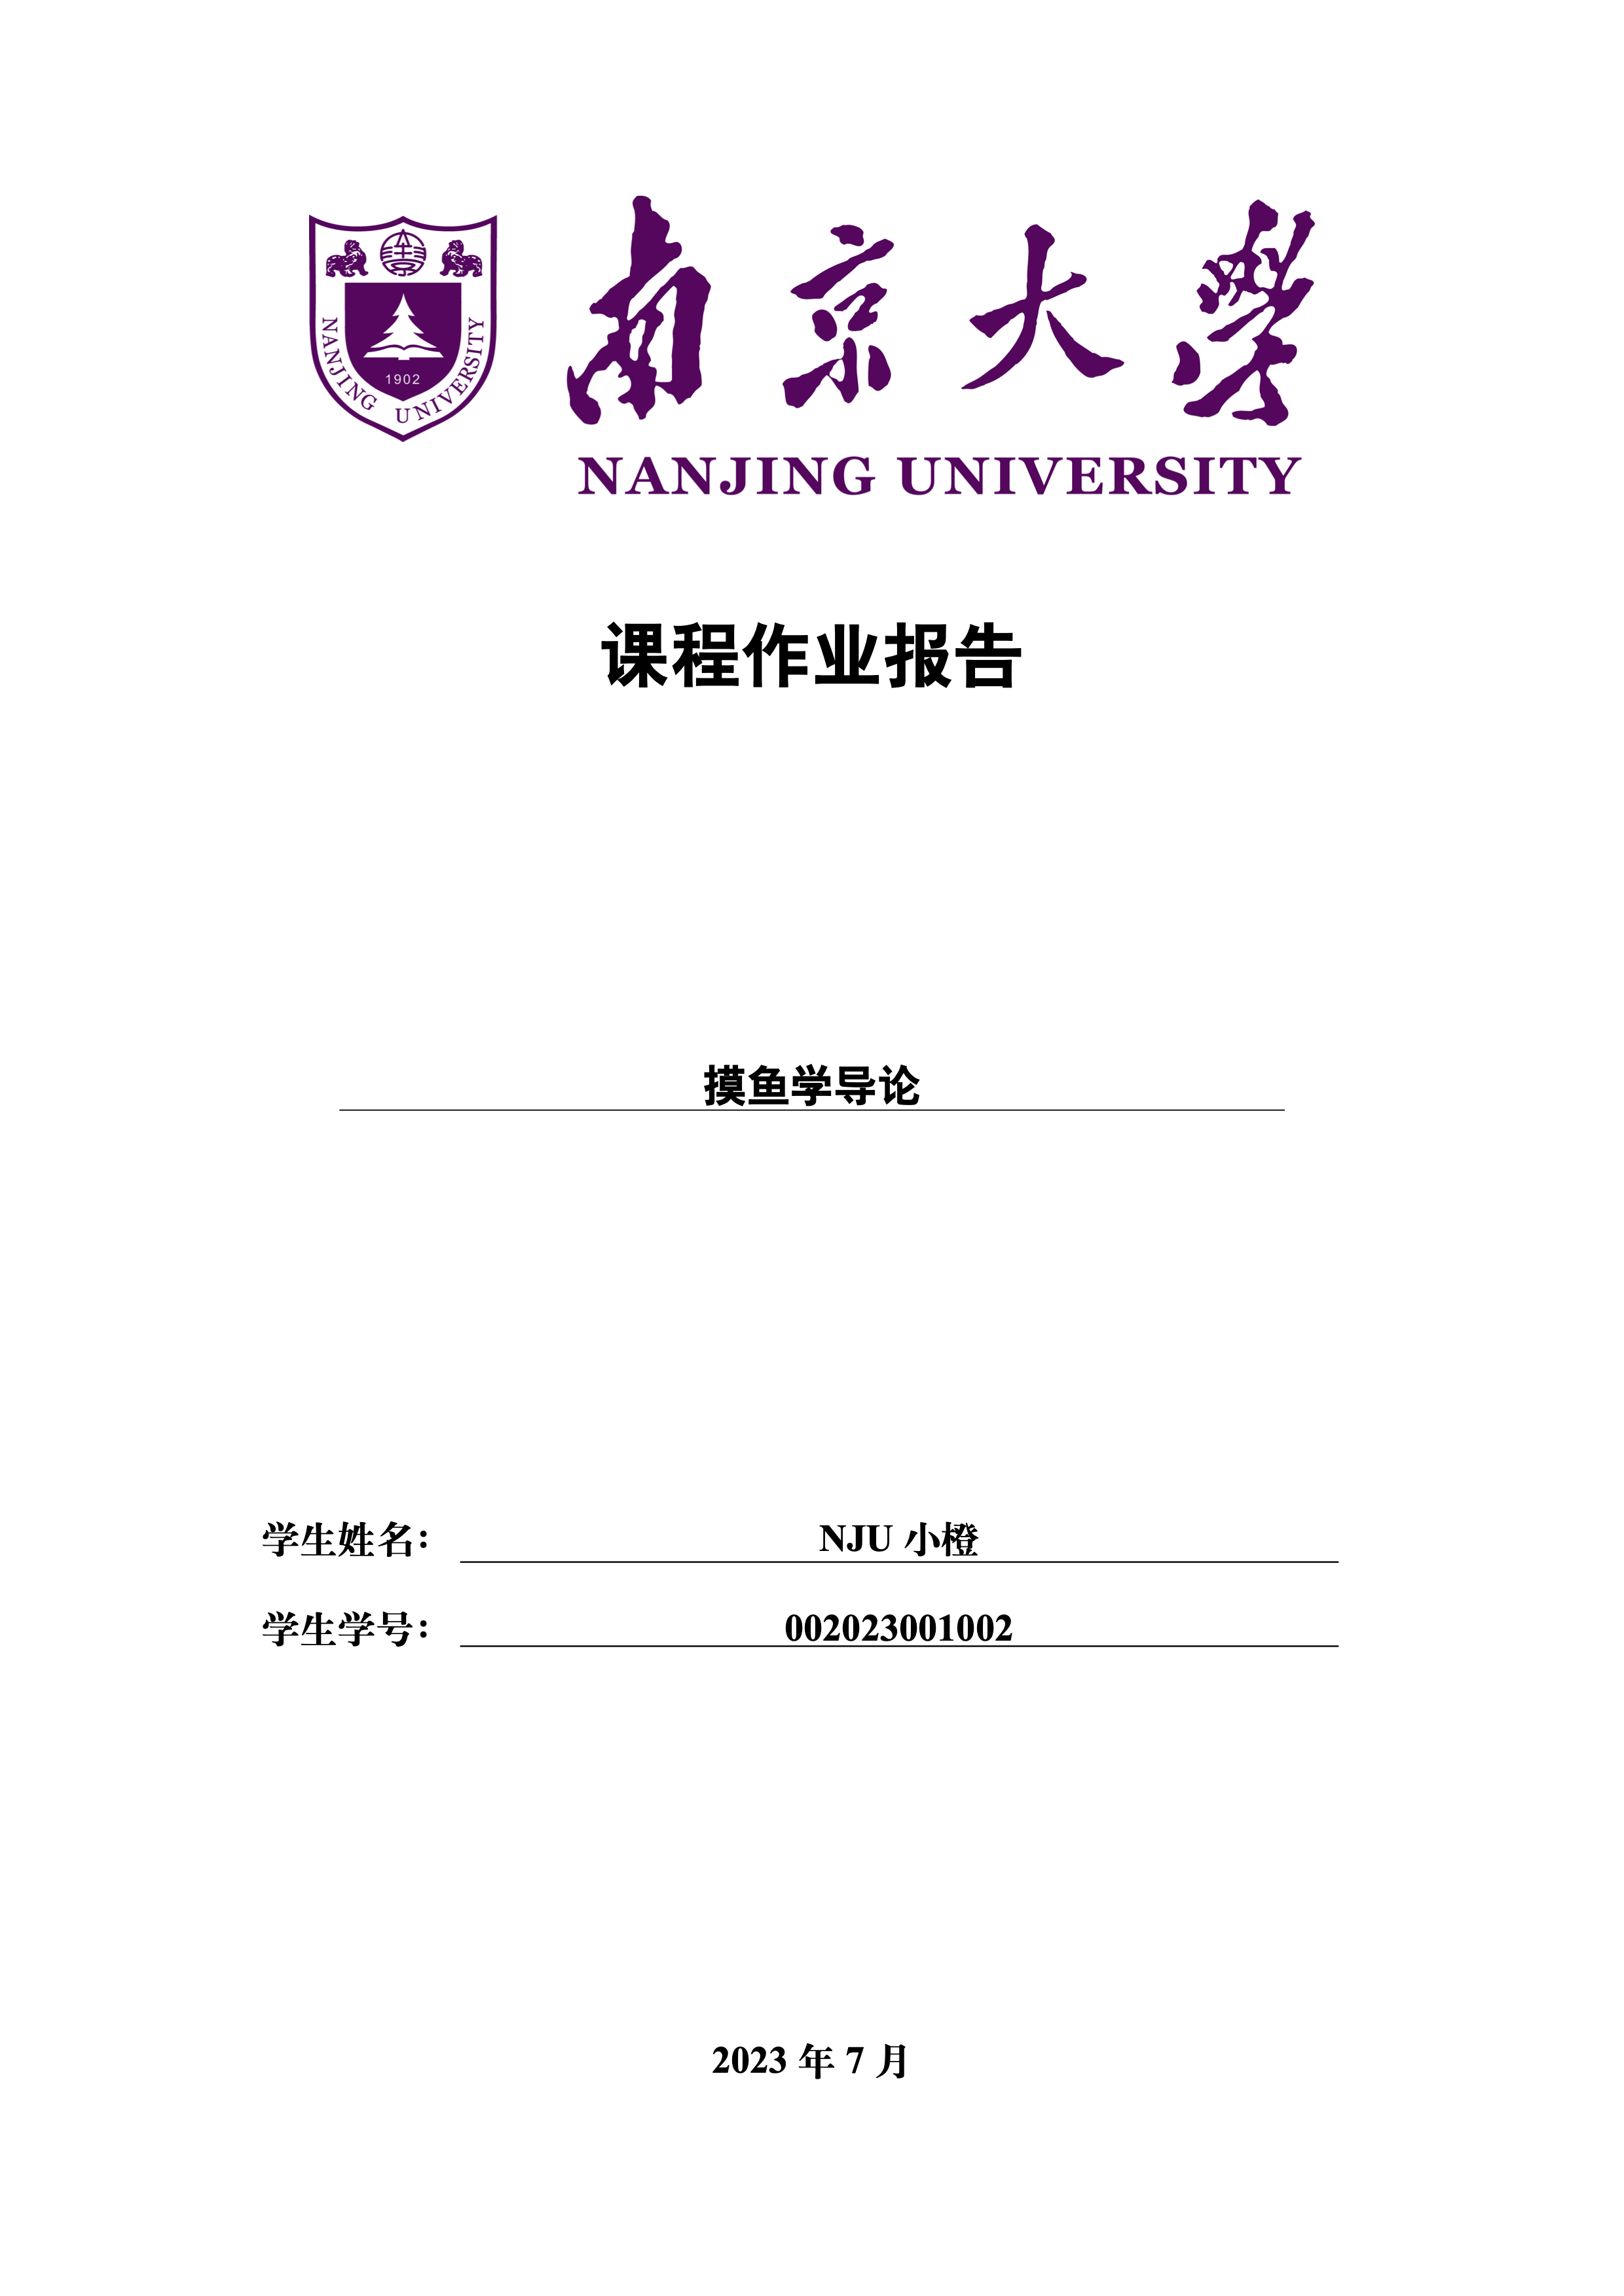 南京大學
NANJING UNIVERSITY
1902
NANJING UNIVERSITY
课程作业报告
摸鱼学导论
学生姓名： NJU 小橙
学生学号： 002023001002
2023 年 7 月